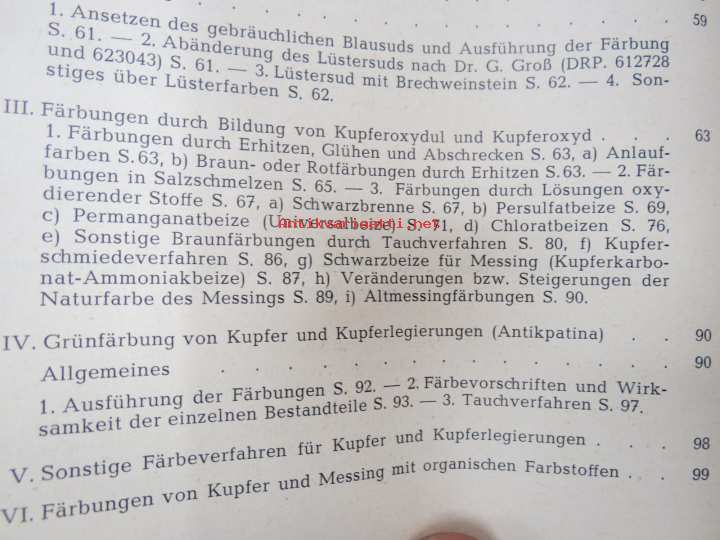 . . . . . . . . . . . . 59
1. Ansetzen des gebräuchlichen Blausuds und Ausführung der Färbung
S. 61. — 2. Abänderung des Lüstersuds nach Dr. G. Groß (DRP. 612728
und 623043) S. 61. — 3. Lüstersud mit Brechweinstein S. 62. — 4. Son-
stiges über Lüsterfarben S. 62.
III. Färbungen durch Bildung von Kupferoxydul und Kupferoxyd . . . 63
1. Färbungen durch Erhitzen, Glühen und Abschrecken S. 63, a) Anlauf-
farben S. 63, b) Braun- oder Rotfärbungen durch Erhitzen S. 63. — 2. Fär-
bungen in Salzschmelzen S. 65. — 3. Färbungen durch Lösungen oxy-
dierender Stoffe S. 67, a) Schwarzbrenne S. 67, b) Persulfatbeize S. 69,
c) Permanganatbeize (Universalbeize) S. 71, d) Chloratbeizen S. 76,
e) Sonstige Braunfärbungen durch Tauchverfahren S. 80, f) Kupfer-
schmiedeverfahren S. 86, g) Schwarzbeize für Messing (Kupferkarbo-
nat-Ammoniakbeize) S. 87, h) Veränderungen bzw. Steigerungen der
Naturfarbe des Messings S. 89, i) Altmessingfärbungen S. 90.
IV. Grünfärbung von Kupfer und Kupferlegierungen (Antikpatina) . . 90
Allgemeines . . . . . . . . . . . . . . 90
1. Ausführung der Färbungen S. 92. — 2. Färbevorschriften und Wirk-
samkeit der einzelnen Bestandteile S. 93. — 3. Tauchverfahren S. 97.
V. Sonstige Färbeverfahren für Kupfer und Kupferlegierungen . . . 98
VI. Färbungen von Kupfer und Messing mit organischen Farbstoffen . . 99